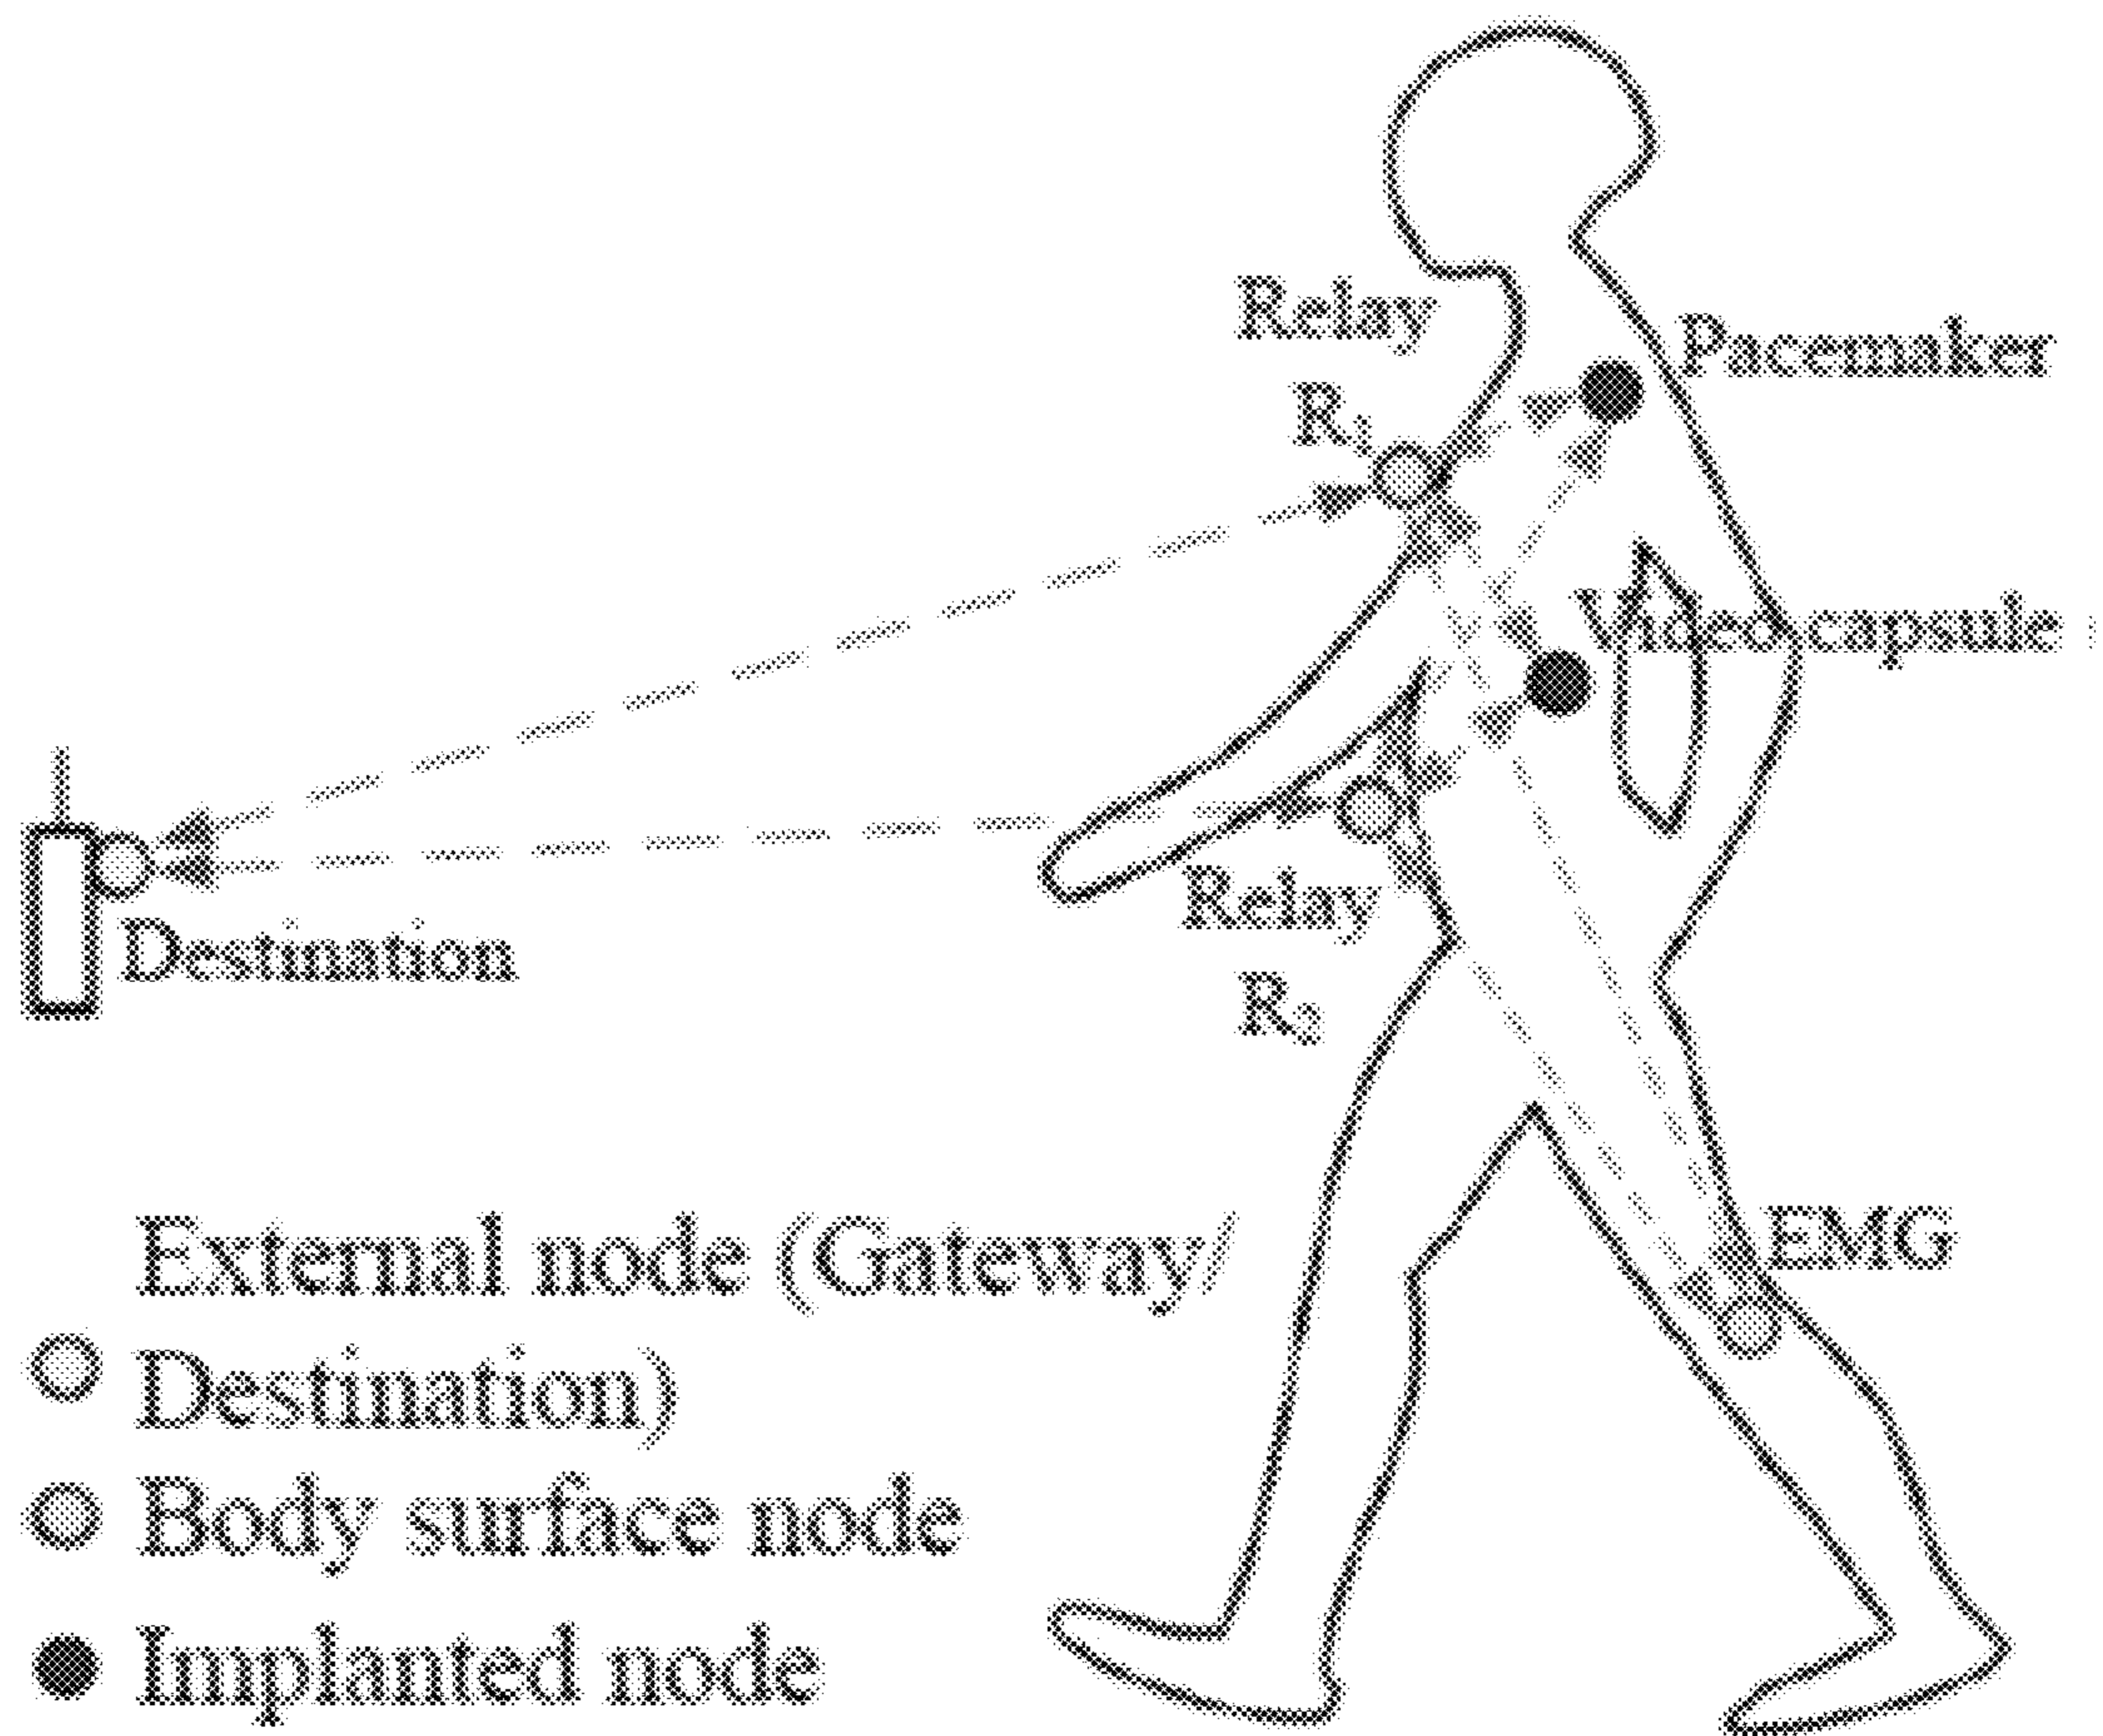 Relay
R₁
Pacemaker
Video capsule
Destination
Relay
R₂
EMG
External node (Gateway/
Destination)
Body surface node
Implanted node